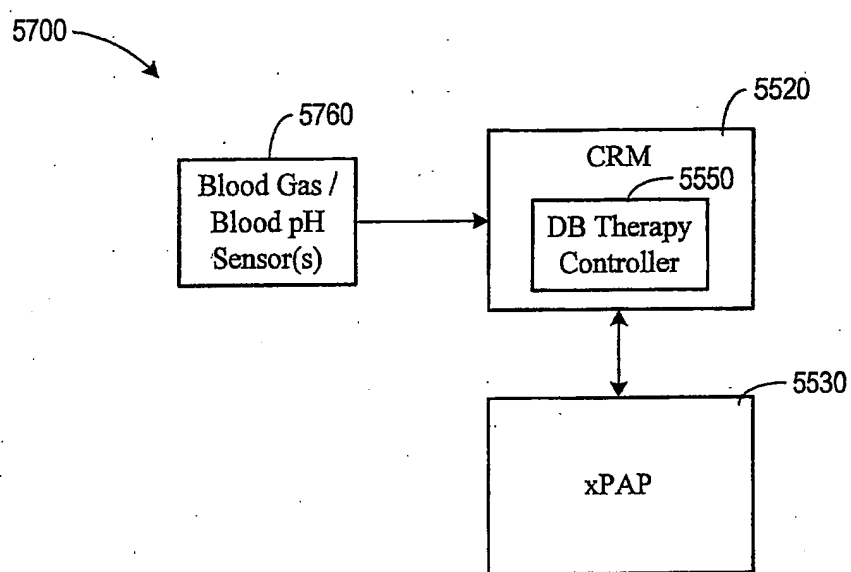 5700
5760
5520
Blood Gas /
Blood pH
Sensor(s)
CRM
5550
DB Therapy
Controller
5530
xPAP